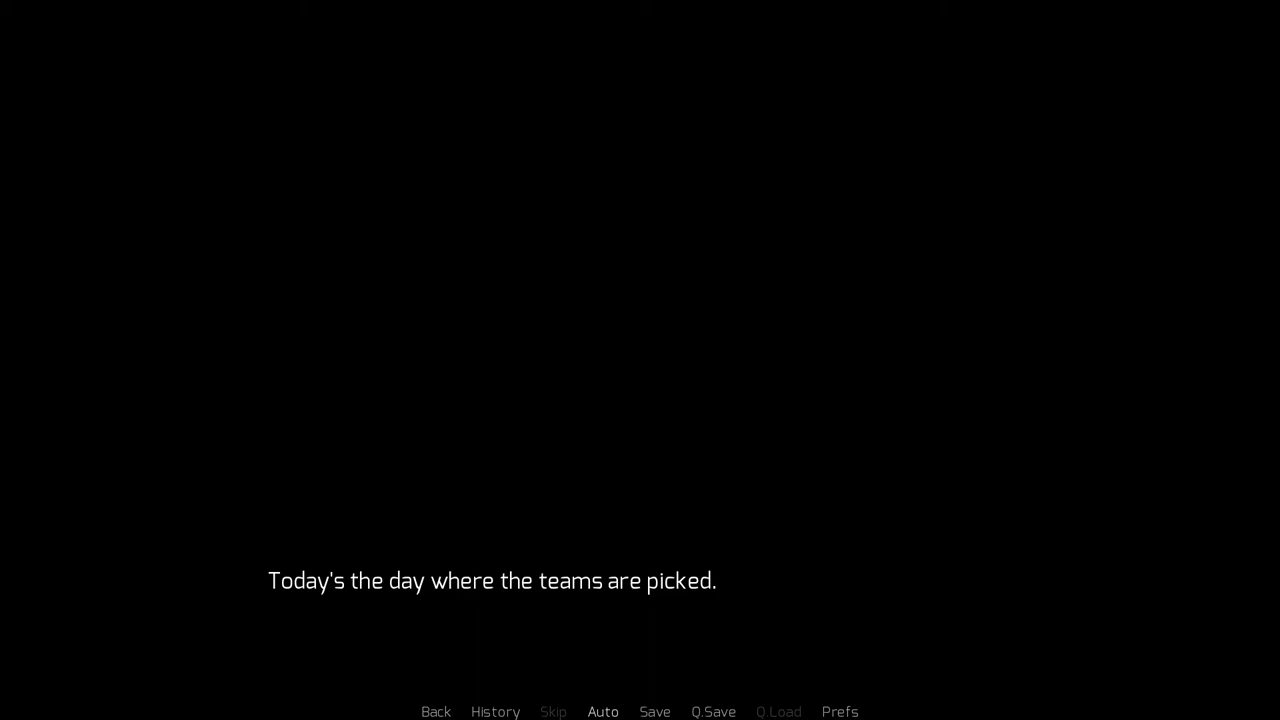 Today's the day where the teams are picked.
Back History Skip Auto Save Q.Save Q.Load Prefs